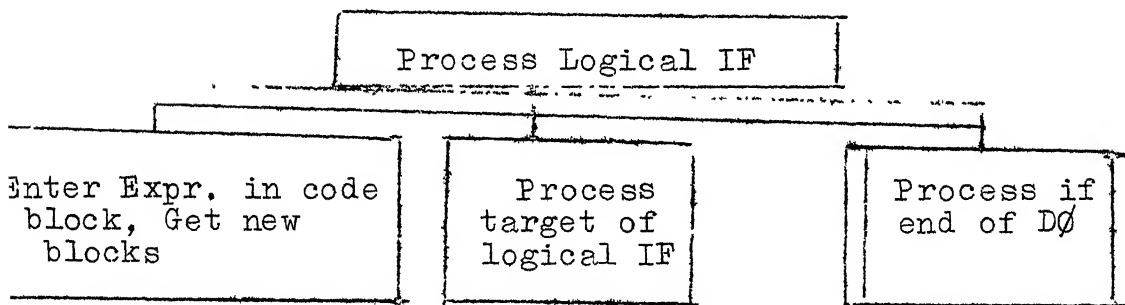 Process Logical IF
Enter Expr. in code
block, Get new
blocks
Process
target of
logical IF
Process if
end of DØ